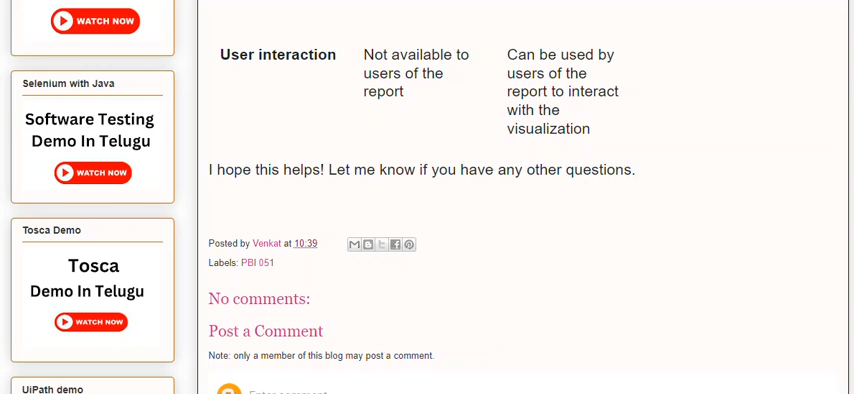 WATCH NOW
Selenium with Java
Software Testing
Demo In Telugu
WATCH NOW
Tosca Demo
Tosca
Demo In Telugu
WATCH NOW
UiPath demo
User interaction
Not available to
users of the
report
Can be used by
users of the
report to interact
with the
visualization
I hope this helps! Let me know if you have any other questions.
Posted by Venkat at 10:39
Labels: PBI 051
No comments:
Post a Comment
Note: only a member of this blog may post a comment.
Enter comment